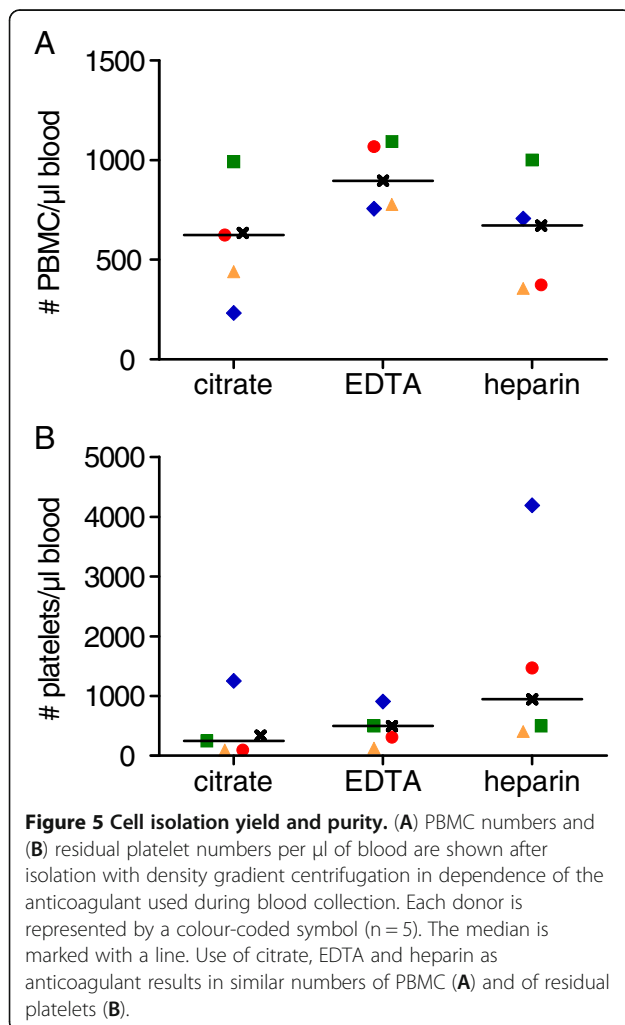 A
1500
1000
500
0
# PBMC/µl blood
citrate EDTA heparin
B
5000
4000
3000
2000
1000
0
# platelets/µl blood
citrate EDTA heparin
Figure 5 Cell isolation yield and purity. (A) PBMC numbers and
(B) residual platelet numbers per µl of blood are shown after
isolation with density gradient centrifugation in dependence of the
anticoagulant used during blood collection. Each donor is
represented by a colour-coded symbol (n = 5). The median is
marked with a line. Use of citrate, EDTA and heparin as
anticoagulant results in similar numbers of PBMC (A) and of residual
platelets (B).